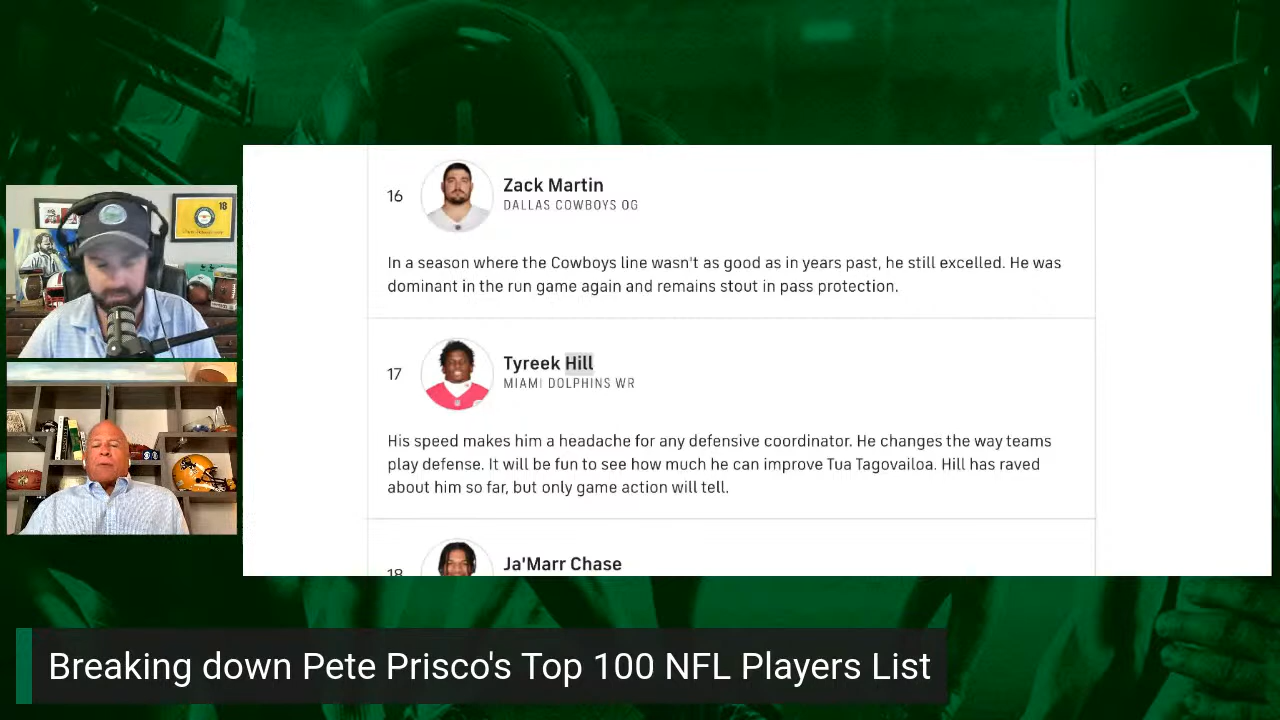 16
Zack Martin
DALLAS COWBOYS OG
In a season where the Cowboys line wasn't as good as in years past, he still excelled. He was
dominant in the run game again and remains stout in pass protection.
17
Tyreek Hill
MIAMI DOLPHINS WR
His speed makes him a headache for any defensive coordinator. He changes the way teams
play defense. It will be fun to see how much he can improve Tua Tagovailoa. Hill has raved
about him so far, but only game action will tell.
18
Ja'Marr Chase
18
Breaking down Pete Prisco's Top 100 NFL Players List